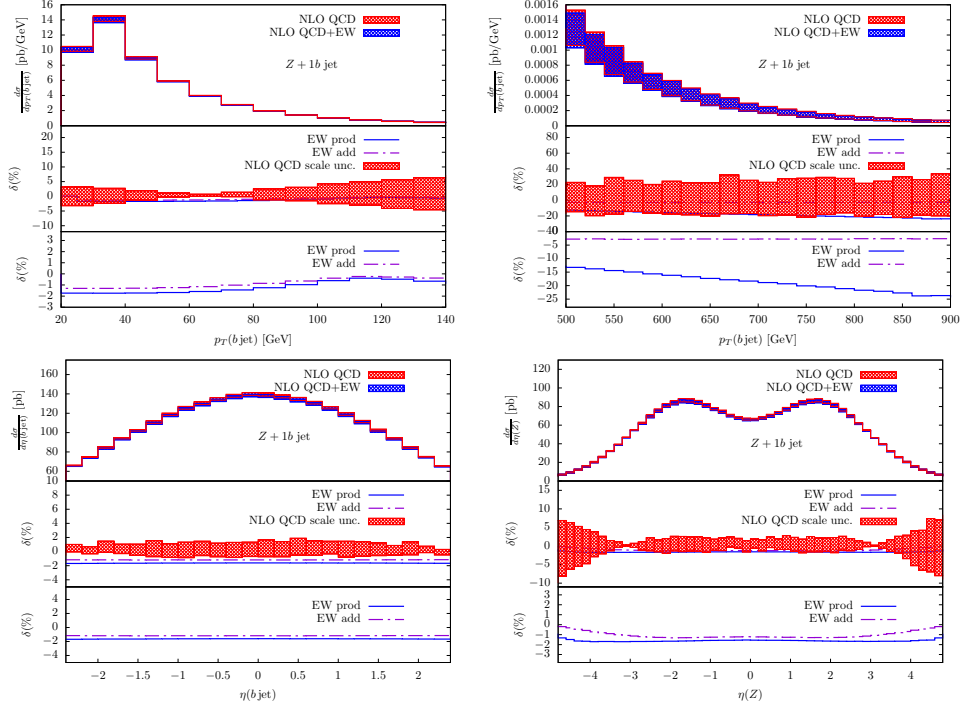 dσ/dp_T(b jet) [pb/GeV]
16
14
12
10
8
6
4
2
0
NLO QCD
NLO QCD+EW
Z + 1b jet
δ(%)
20
15
10
5
0
−5
−10
EW prod
EW add
NLO QCD scale unc.
δ(%)
3
2
1
0
−1
−2
−3
EW prod
EW add
20 40 60 80 100 120 140
p_T(b jet) [GeV]
dσ/dp_T(b jet) [pb/GeV]
0.0016
0.0014
0.0012
0.001
0.0008
0.0006
0.0004
0.0002
0
NLO QCD
NLO QCD+EW
Z + 1b jet
δ(%)
80
60
40
20
0
−20
−40
EW prod
EW add
NLO QCD scale unc.
δ(%)
0
−5
−10
−15
−20
−25
EW prod
EW add
500 550 600 650 700 750 800 850 900
p_T(b jet) [GeV]
dσ/dη(b jet) [pb]
160
140
120
100
80
60
10
NLO QCD
NLO QCD+EW
Z + 1b jet
δ(%)
8
6
4
2
0
−2
−4
EW prod
EW add
NLO QCD scale unc.
δ(%)
4
2
0
−2
−4
EW prod
EW add
−2 −1.5 −1 −0.5 0 0.5 1 1.5 2
η(b jet)
dσ/dη(Z) [pb]
120
100
80
60
40
20
0
NLO QCD
NLO QCD+EW
Z + 1b jet
δ(%)
15
10
5
0
−5
−10
EW prod
EW add
NLO QCD scale unc.
δ(%)
3
2
1
0
−1
−2
−3
EW prod
EW add
−4 −3 −2 −1 0 1 2 3 4
η(Z)